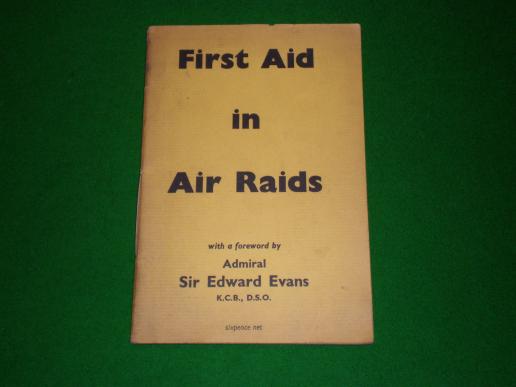 First Aid
in
Air Raids
with a foreword by
Admiral
Sir Edward Evans
K.C.B., D.S.O.
sixpence net